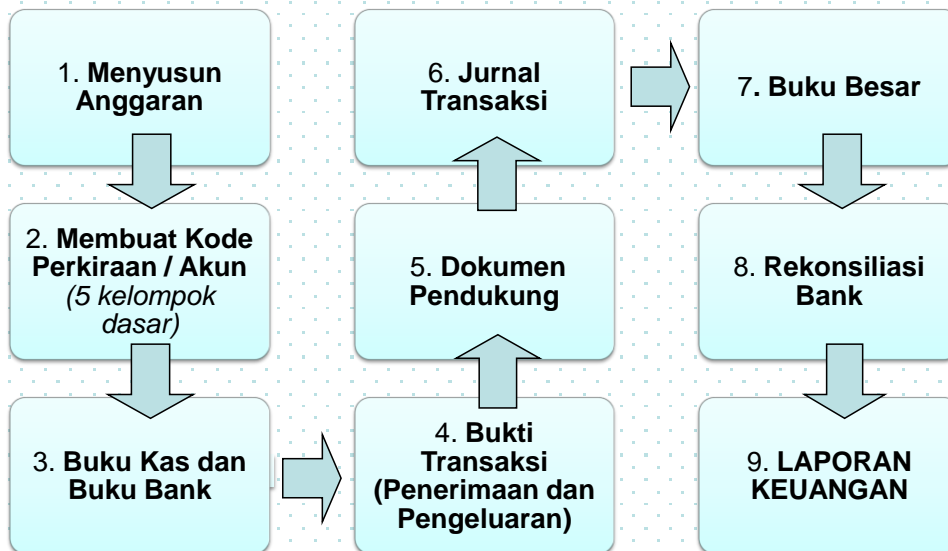 1. Menyusun
Anggaran
2. Membuat Kode
Perkiraan / Akun
(5 kelompok
dasar)
3. Buku Kas dan
Buku Bank
4. Bukti
Transaksi
(Penerimaan dan
Pengeluaran)
5. Dokumen
Pendukung
6. Jurnal
Transaksi
7. Buku Besar
8. Rekonsiliasi
Bank
9. LAPORAN
KEUANGAN